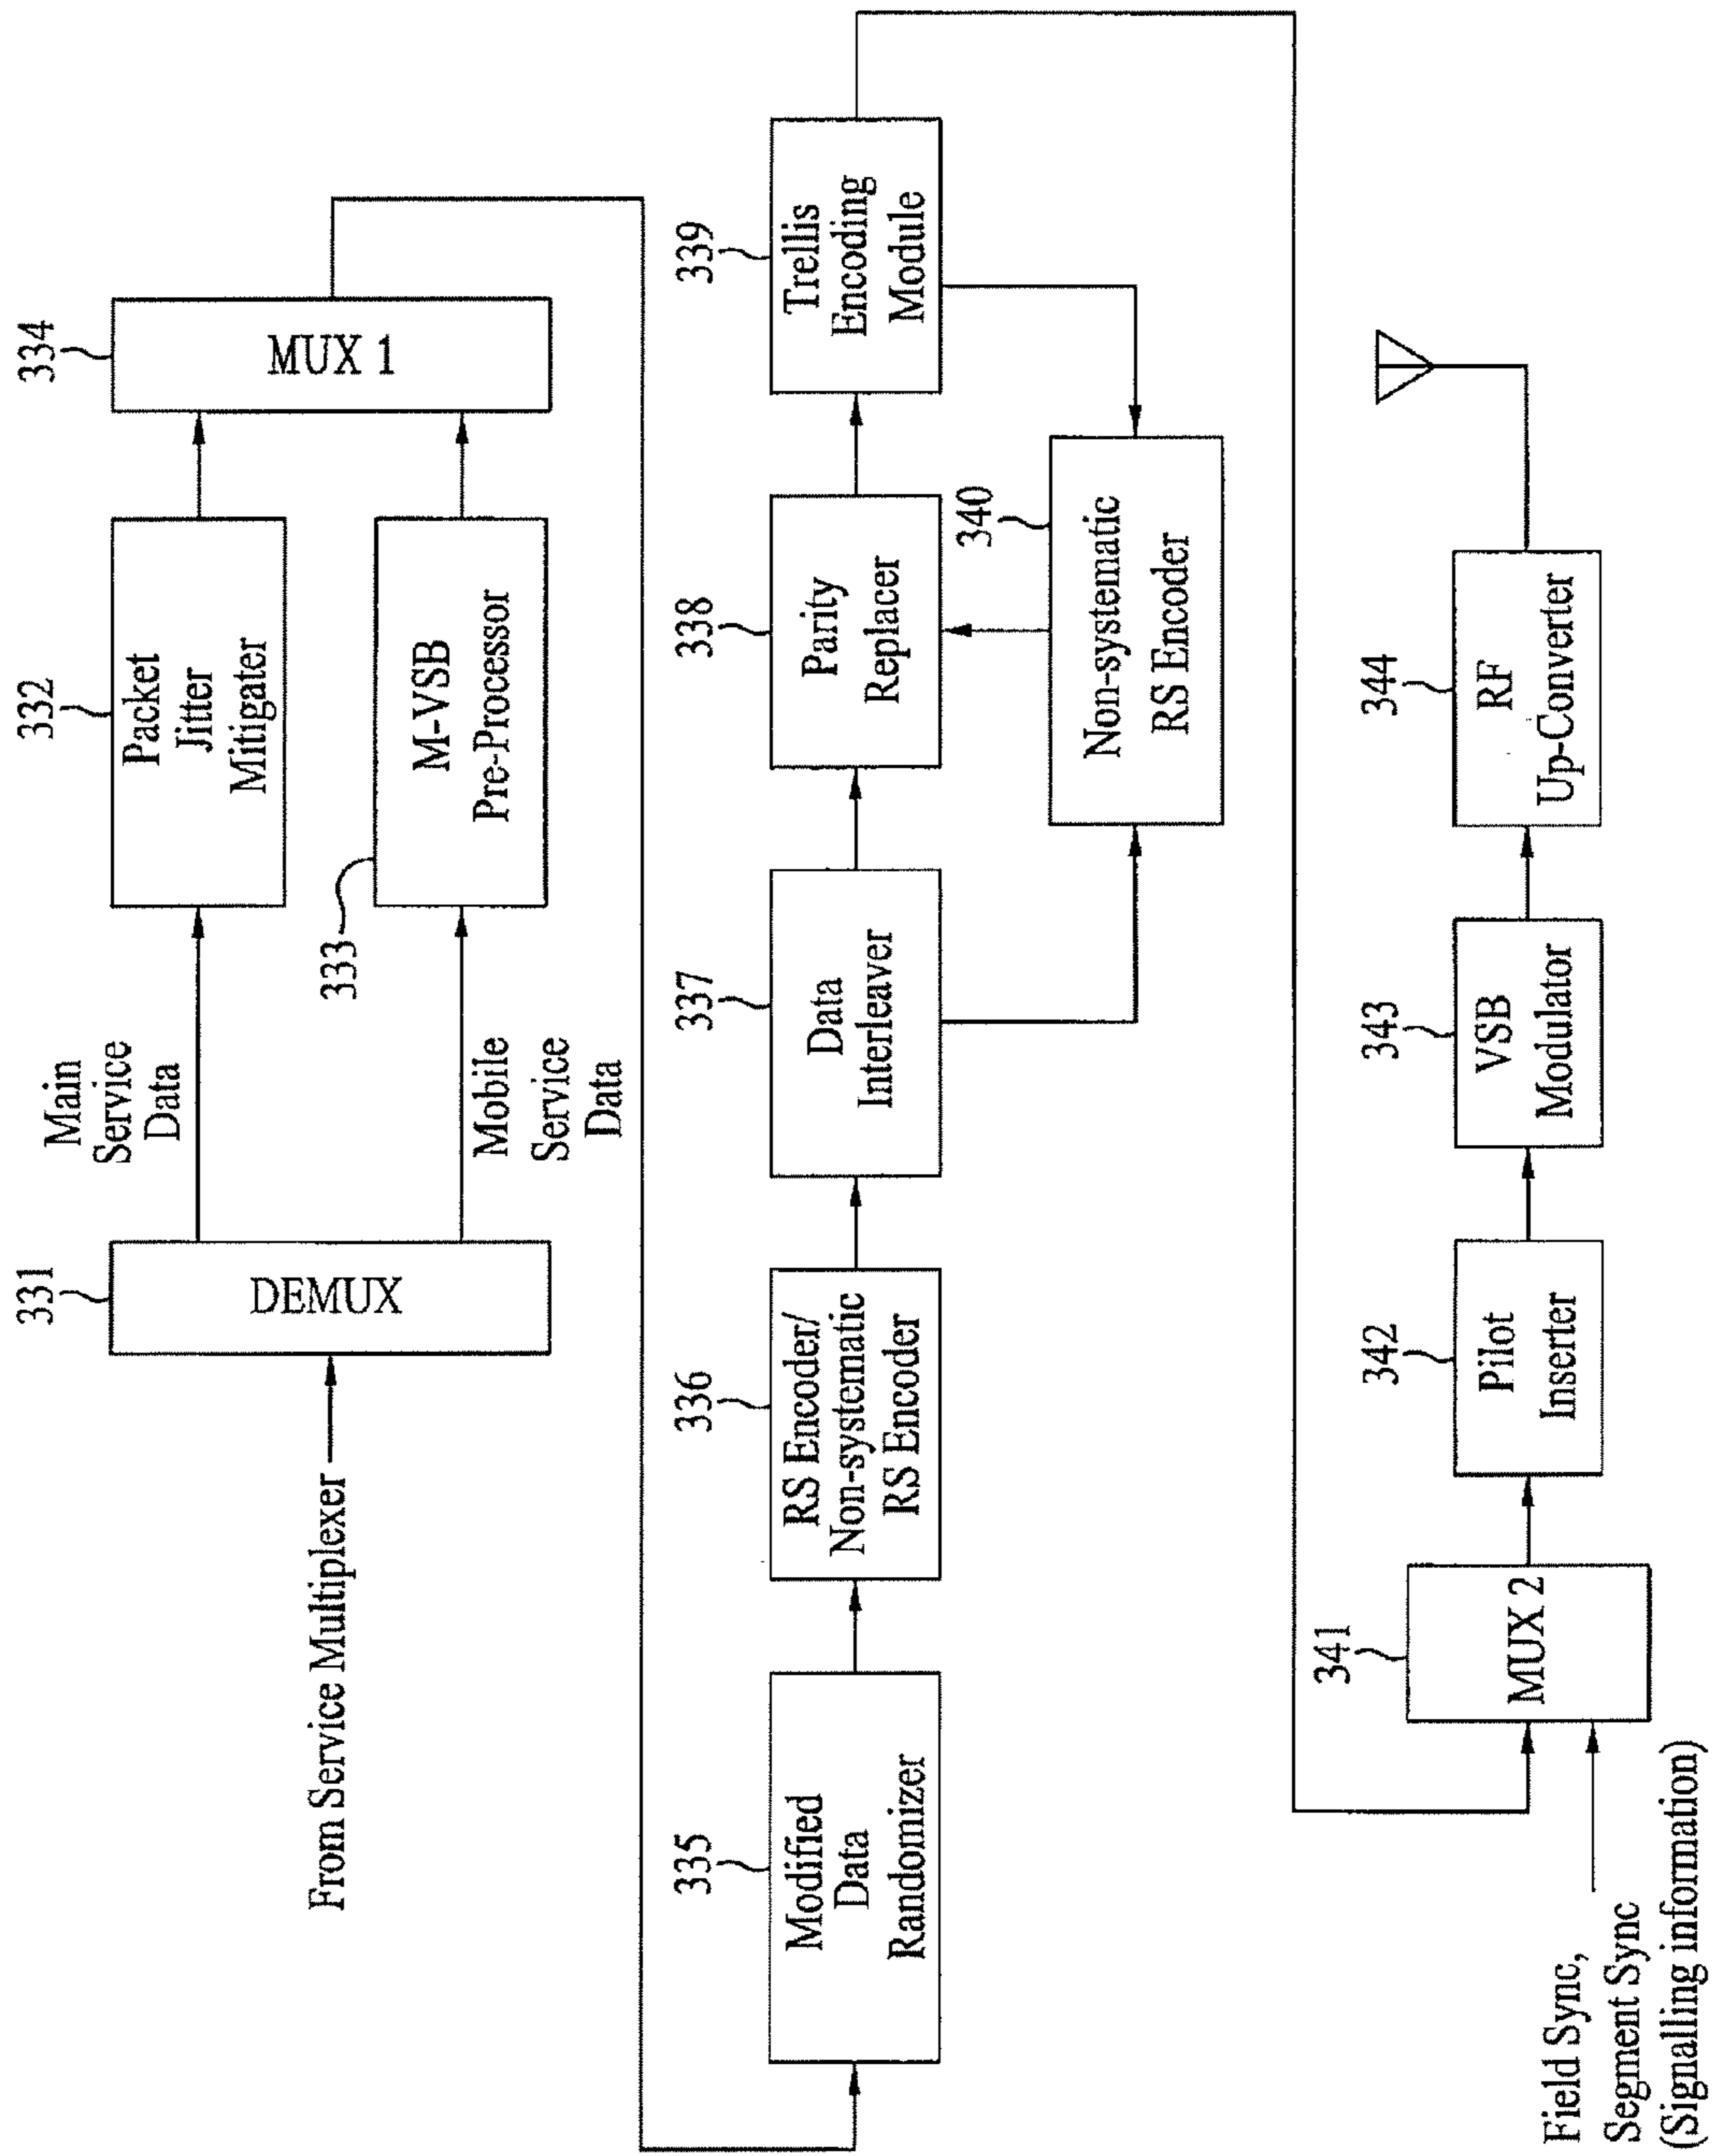 From Service Multiplexer
331
DEMUX
Main
Service
Data
Mobile
Service
Data
332
Packet
Jitter
Mitigater
333
M-VSB
Pre-Processor
334
MUX 1
335
Modified
Data
Randomizer
336
RS Encoder/
Non-systematic
RS Encoder
337
Data
Interleaver
338
Parity
Replacer
339
Trellis
Encoding
Module
340
Non-systematic
RS Encoder
Field Sync,
Segment Sync
(Signalling information)
341
MUX 2
342
Pilot
Inserter
343
VSB
Modulator
344
RF
Up-Converter